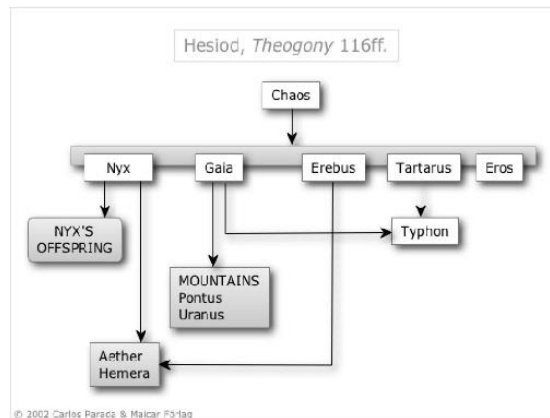 Hesiod, Theogony 116ff.
Chaos
Nyx
Gaia
Erebus
Tartarus
Eros
NYX'S
OFFSPRING
Typhon
MOUNTAINS
Pontus
Uranus
Aether
Hemera
© 2002 Carlos Parada & Maicar Förlag